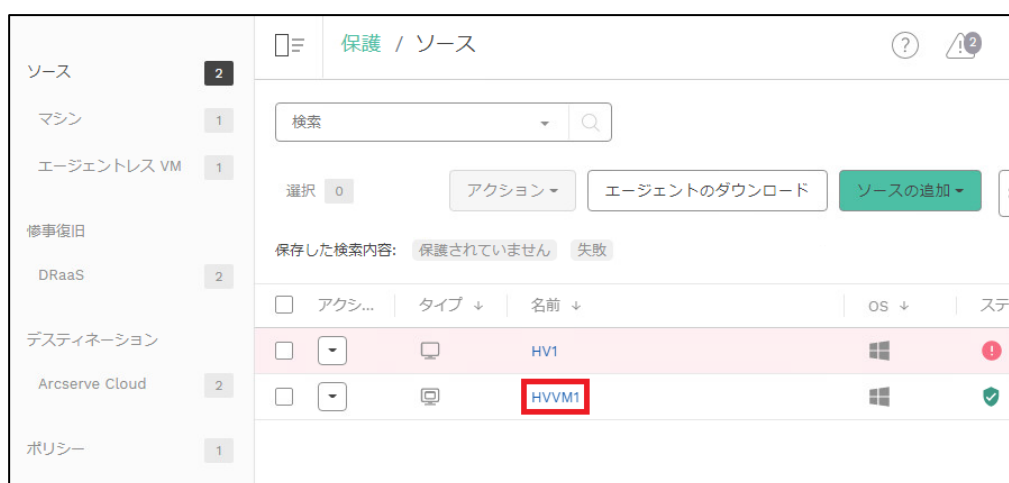 保護 / ソース
?
2
ソース 2
マシン 1
エージェントレス VM 1
惨事復旧
DRaaS 2
デスティネーション
Arcserve Cloud 2
ポリシー 1
検索
選択 0
アクション
エージェントのダウンロード
ソースの追加
保存した検索内容: 保護されていません 失敗
アクシ... タイプ ↓ 名前 ↓ OS ↓ ステ
HV1
HVVM1